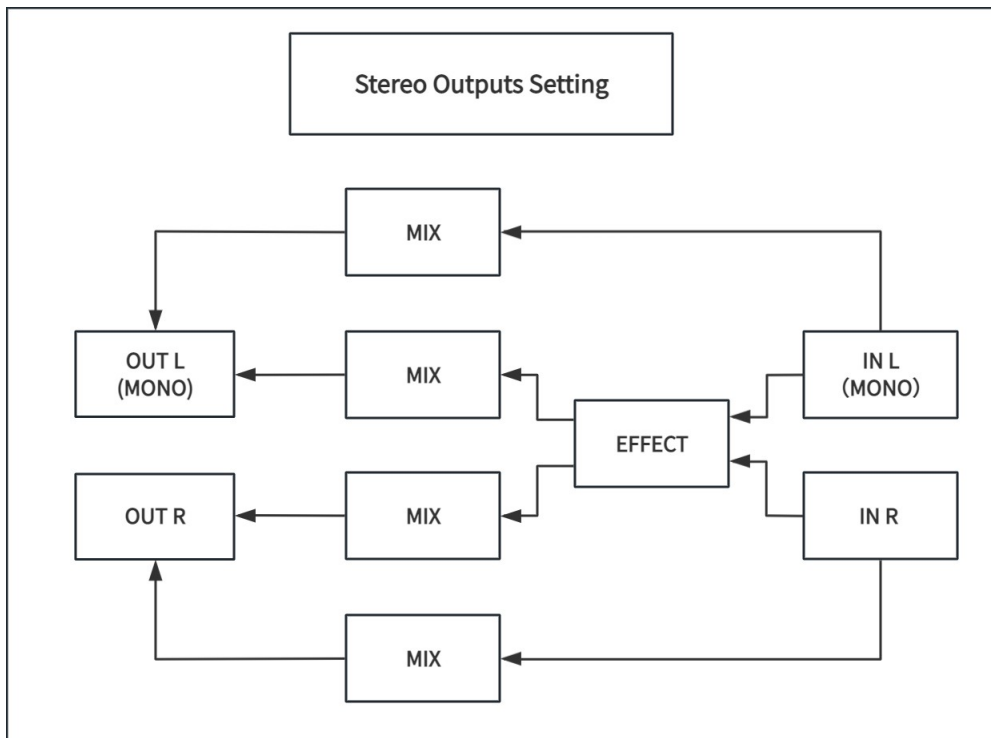 Stereo Outputs Setting
MIX
OUT L
(MONO)
MIX
IN L
（MONO）
EFFECT
OUT R
MIX
IN R
MIX